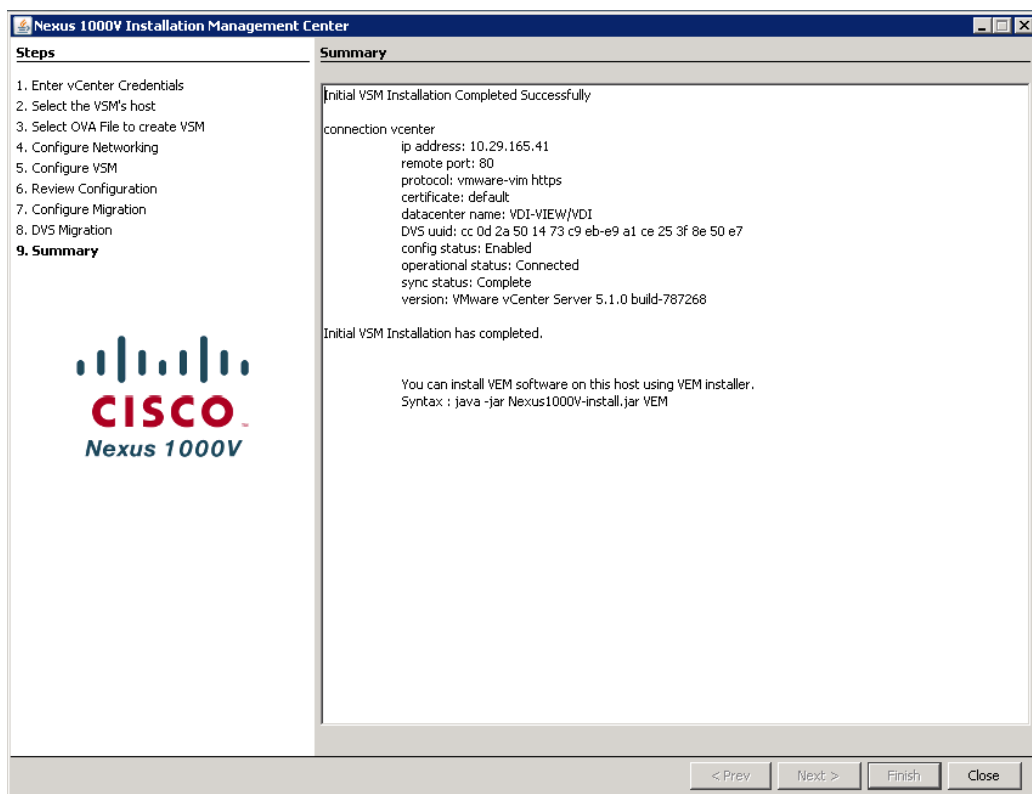 Nexus 1000V Installation Management Center
Steps
1. Enter vCenter Credentials
2. Select the VSM's host
3. Select OVA File to create VSM
4. Configure Networking
5. Configure VSM
6. Review Configuration
7. Configure Migration
8. DVS Migration
9. Summary
CISCO
Nexus 1000V
Summary
Initial VSM Installation Completed Successfully
connection vcenter
ip address: 10.29.165.41
remote port: 80
protocol: vmware-vim https
certificate: default
datacenter name: VDI-VIEW/VDI
DVS uuid: cc 0d 2a 50 14 73 c9 eb-e9 a1 ce 25 3f 8e 50 e7
config status: Enabled
operational status: Connected
sync status: Complete
version: VMware vCenter Server 5.1.0 build-787268
Initial VSM Installation has completed.
You can install VEM software on this host using VEM installer.
Syntax : java -jar Nexus1000V-install.jar VEM
< Prev
Next >
Finish
Close